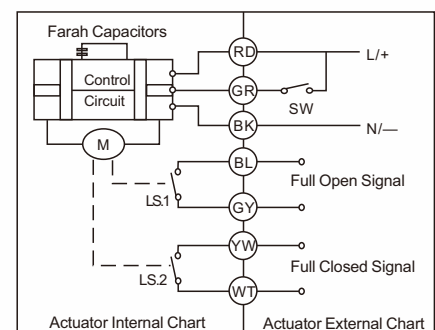 Farah Capacitors
RD
L/+
Control
Circuit
GR
SW
BK
N/—
M
BL
Full Open Signal
LS.1
GY
YW
Full Closed Signal
LS.2
WT
Actuator Internal Chart
Actuator External Chart